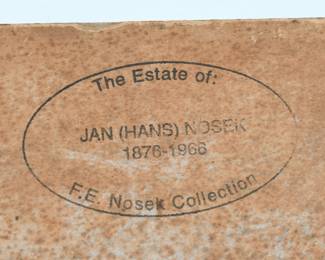 The Estate of:
JAN (HANS) NOSEK
1876-1966
F.E. Nosek Collection